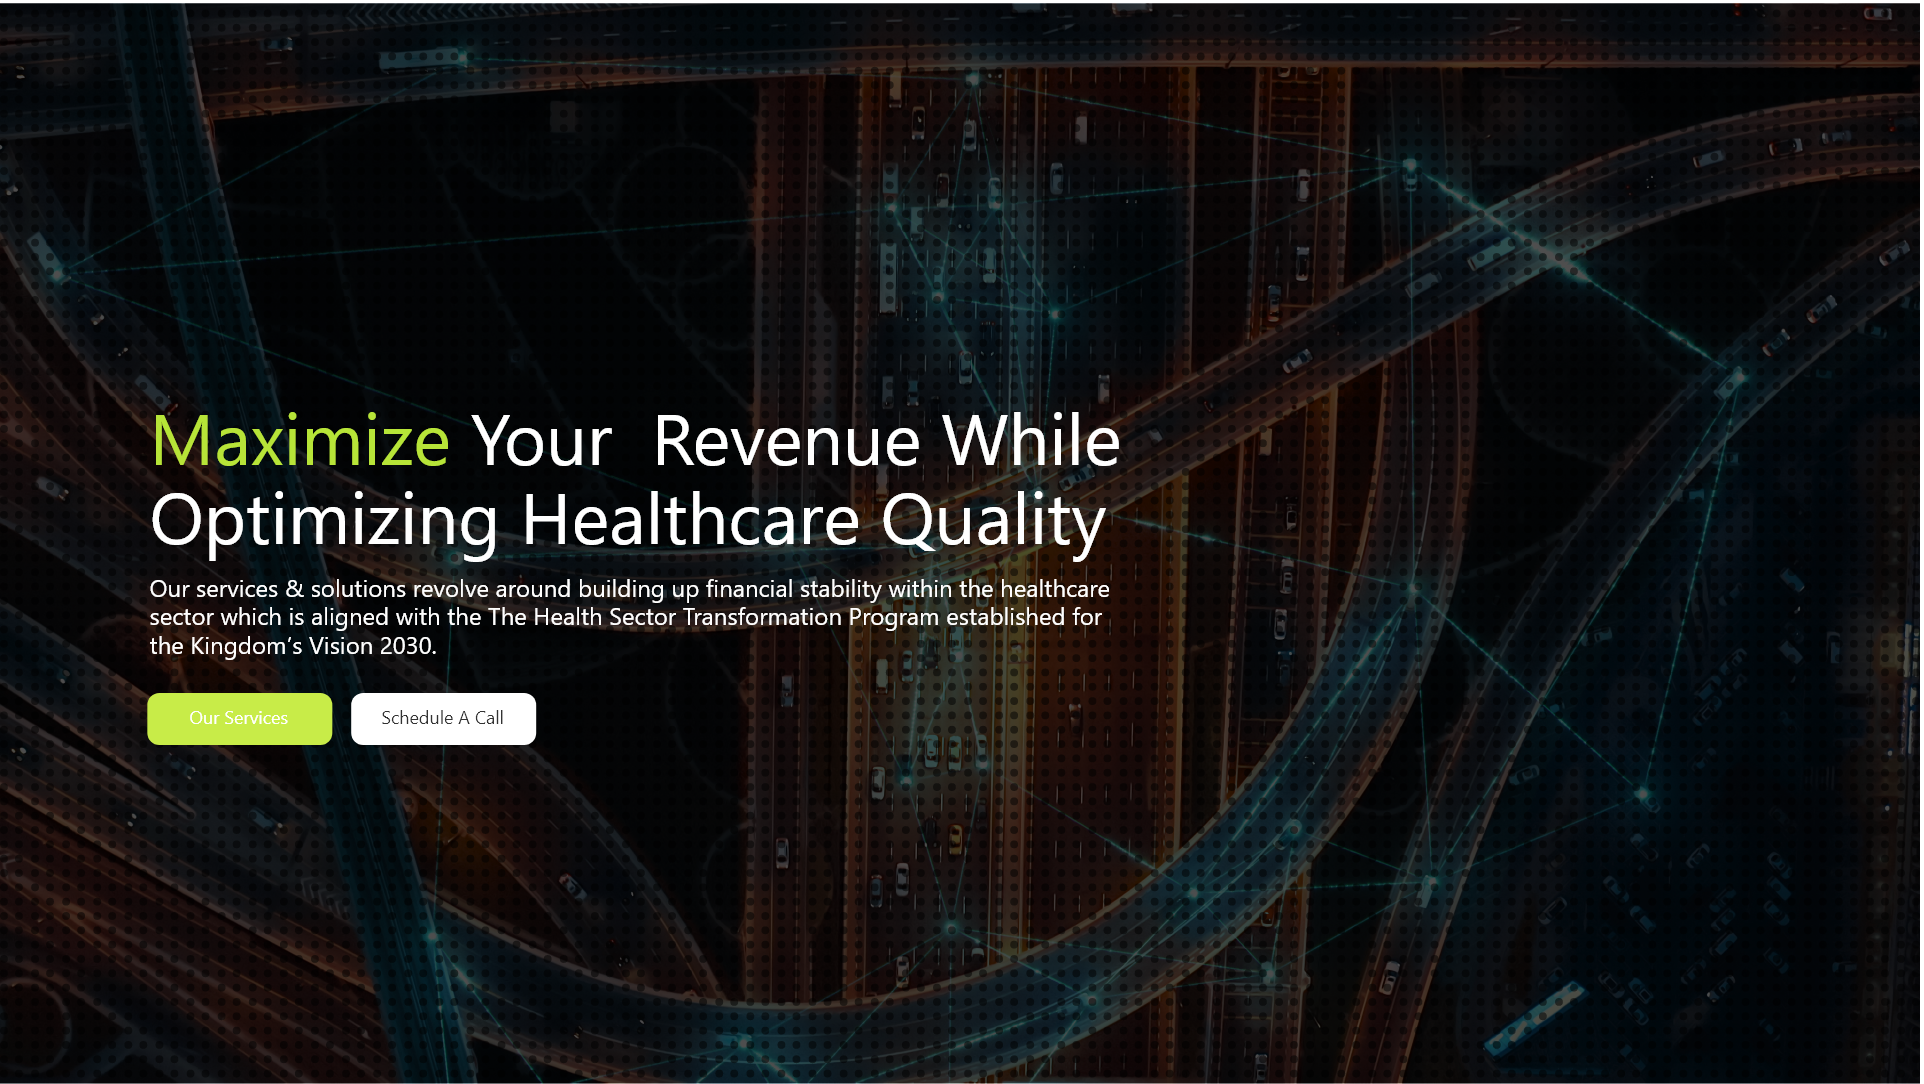 Maximize Your  Revenue While
Optimizing Healthcare Quality
Our services & solutions revolve around building up financial stability within the healthcare
sector which is aligned with the The Health Sector Transformation Program established for
the Kingdom’s Vision 2030.
Our Services
Schedule A Call